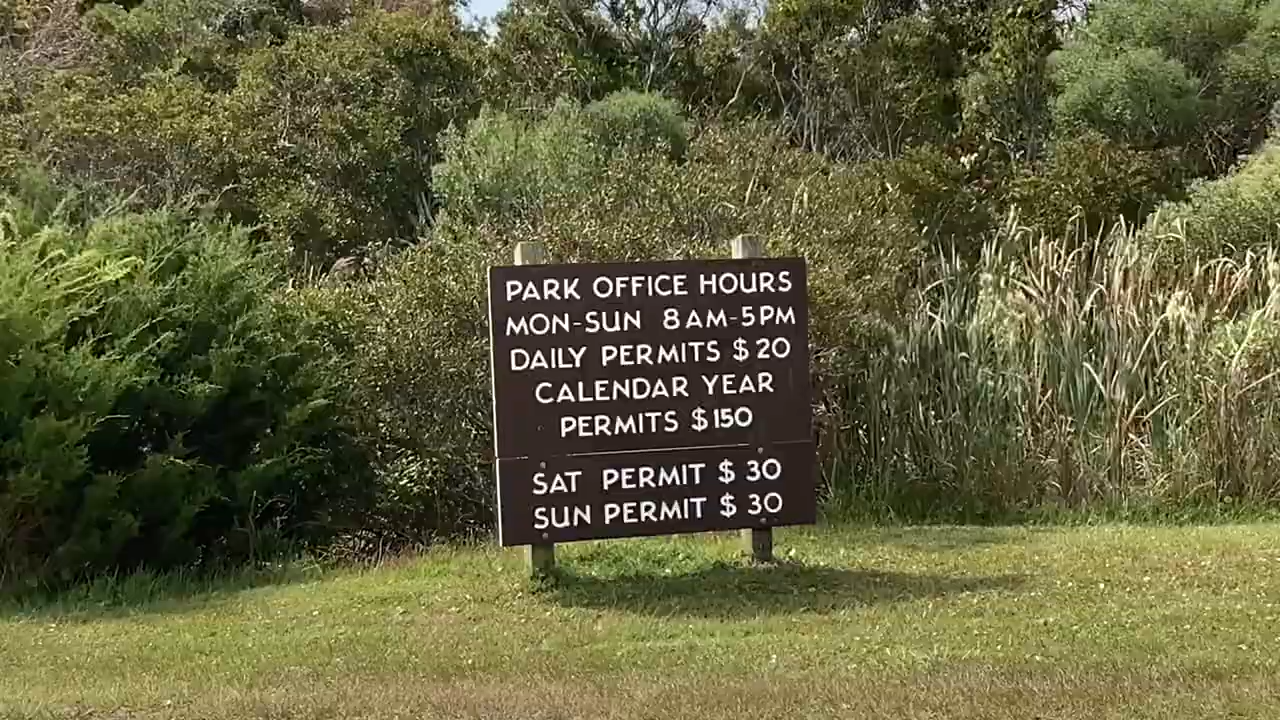 PARK OFFICE HOURS
MON-SUN 8AM-5PM
DAILY PERMITS $20
CALENDAR YEAR
PERMITS $150
SAT PERMIT $30
SUN PERMIT $30